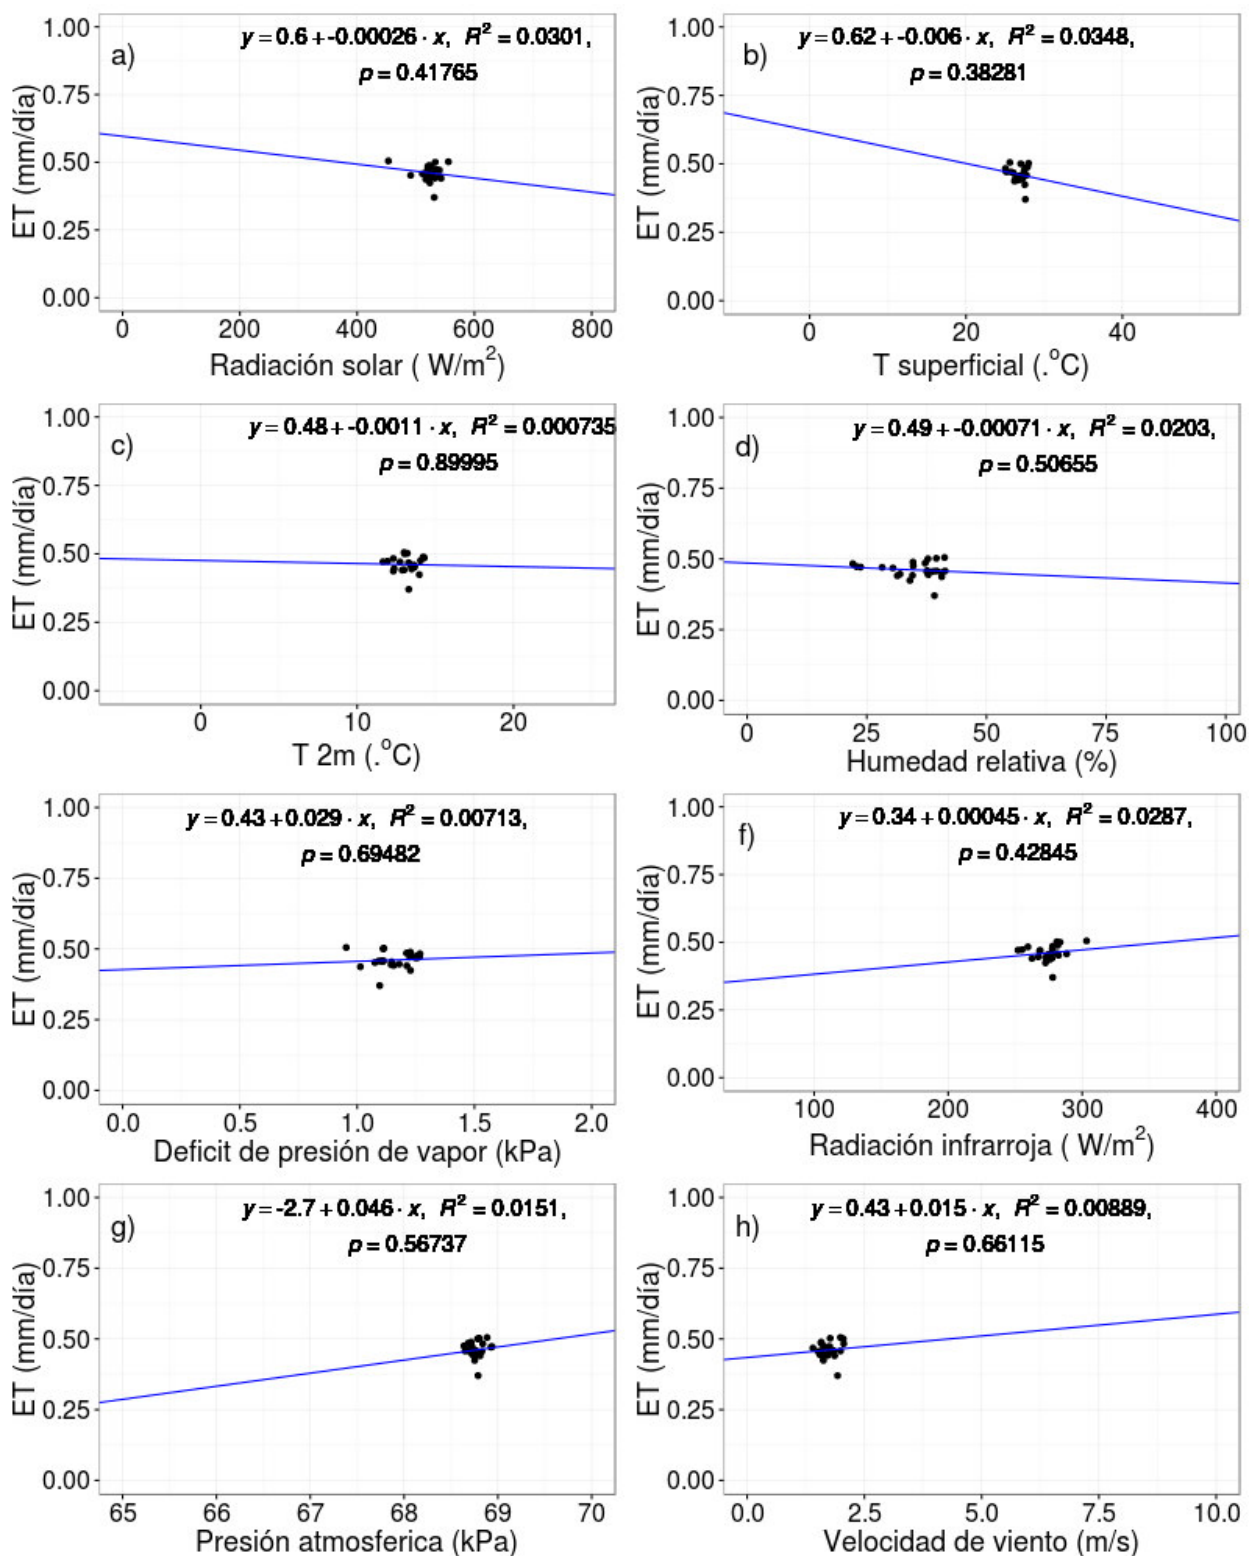 y = 0.6 + -0.00026 · x, R² = 0.0301,
p = 0.41765
a)
1.00
0.75
0.50
0.25
0.00
ET (mm/día)
0 200 400 600 800
Radiación solar ( W/m²)
y = 0.62 + -0.006 · x, R² = 0.0348,
p = 0.38281
b)
1.00
0.75
0.50
0.25
0.00
ET (mm/día)
0 20 40
T superficial (.°C)
y = 0.48 + -0.0011 · x, R² = 0.000735
p = 0.89995
c)
1.00
0.75
0.50
0.25
0.00
ET (mm/día)
0 10 20
T 2m (.°C)
y = 0.49 + -0.00071 · x, R² = 0.0203,
p = 0.50655
d)
1.00
0.75
0.50
0.25
0.00
ET (mm/día)
0 25 50 75 100
Humedad relativa (%)
y = 0.43 + 0.029 · x, R² = 0.00713,
p = 0.69482
1.00
0.75
0.50
0.25
0.00
ET (mm/día)
0.0 0.5 1.0 1.5 2.0
Deficit de presión de vapor (kPa)
y = 0.34 + 0.00045 · x, R² = 0.0287,
p = 0.42845
f)
1.00
0.75
0.50
0.25
0.00
ET (mm/día)
100 200 300 400
Radiación infrarroja ( W/m²)
y = -2.7 + 0.046 · x, R² = 0.0151,
p = 0.56737
g)
1.00
0.75
0.50
0.25
0.00
ET (mm/día)
65 66 67 68 69 70
Presión atmosferica (kPa)
y = 0.43 + 0.015 · x, R² = 0.00889,
p = 0.66115
h)
1.00
0.75
0.50
0.25
0.00
ET (mm/día)
0.0 2.5 5.0 7.5 10.0
Velocidad de viento (m/s)